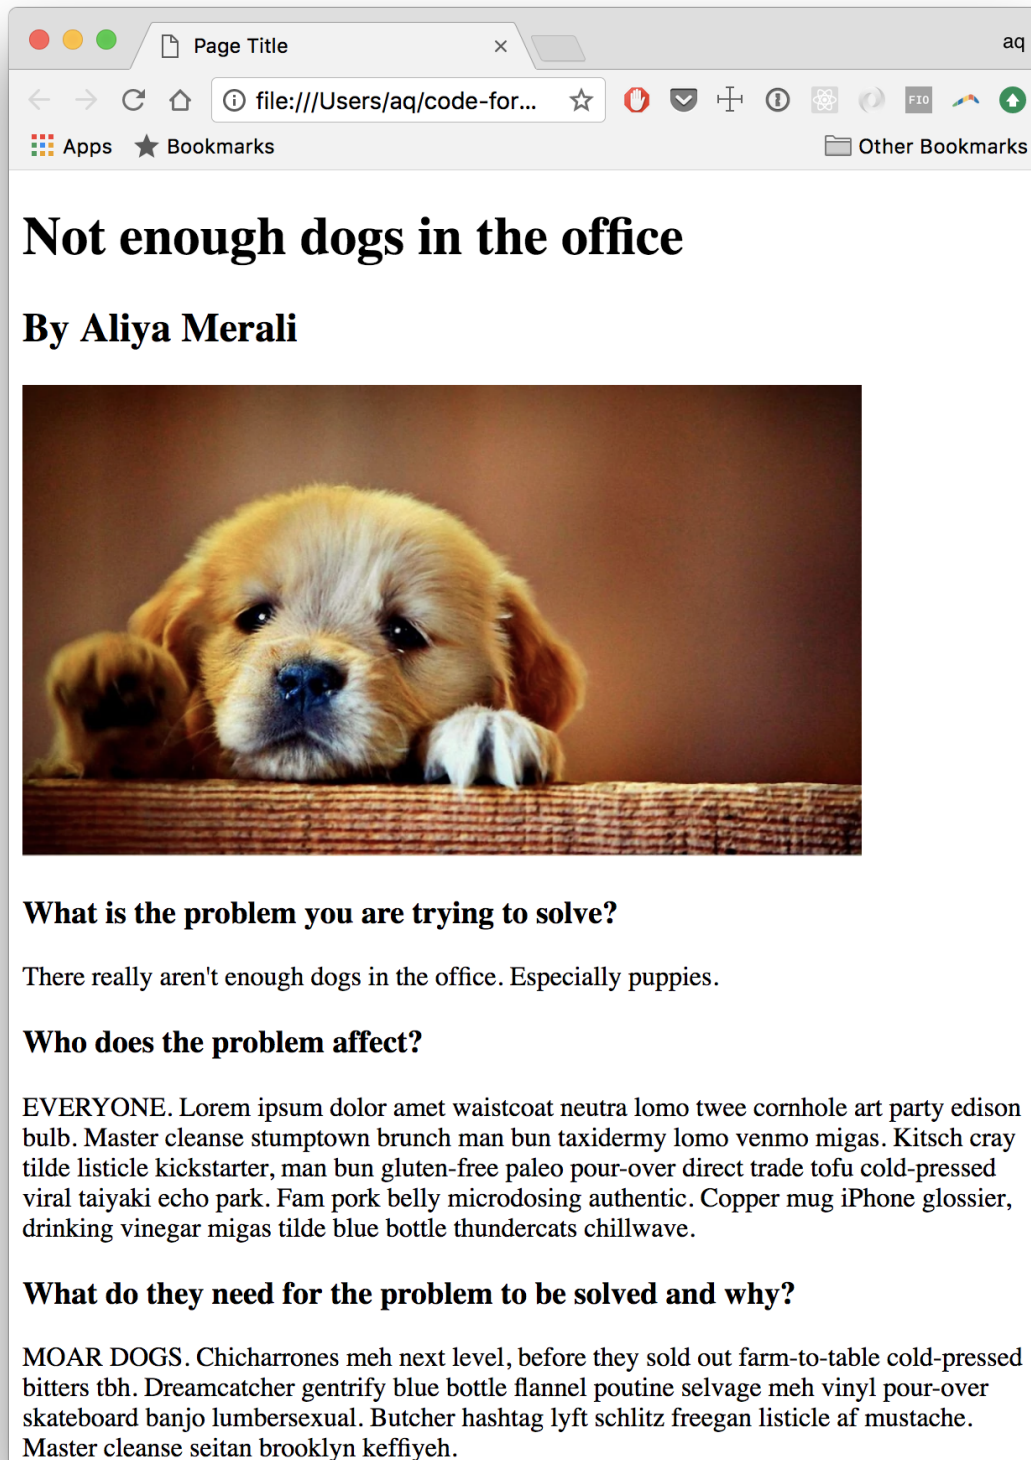 Page Title
aq
file:///Users/aq/code-for...
FIO
Apps
Bookmarks
Other Bookmarks
Not enough dogs in the office
By Aliya Merali
What is the problem you are trying to solve?
There really aren't enough dogs in the office. Especially puppies.
Who does the problem affect?
EVERYONE. Lorem ipsum dolor amet waistcoat neutra lomo twee cornhole art party edison
bulb. Master cleanse stumptown brunch man bun taxidermy lomo venmo migas. Kitsch cray
tilde listicle kickstarter, man bun gluten-free paleo pour-over direct trade tofu cold-pressed
viral taiyaki echo park. Fam pork belly microdosing authentic. Copper mug iPhone glossier,
drinking vinegar migas tilde blue bottle thundercats chillwave.
What do they need for the problem to be solved and why?
MOAR DOGS. Chicharrones meh next level, before they sold out farm-to-table cold-pressed
bitters tbh. Dreamcatcher gentrify blue bottle flannel poutine selvage meh vinyl pour-over
skateboard banjo lumbersexual. Butcher hashtag lyft schlitz freegan listicle af mustache.
Master cleanse seitan brooklyn keffiyeh.